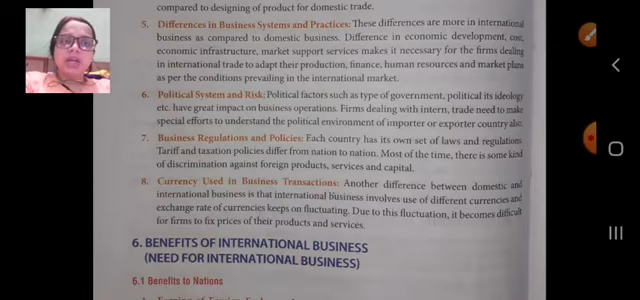 compared to designing of product for domestic trade.
5. Differences in Business Systems and Practices: These differences are more in international
business as compared to domestic business. Difference in economic development, cost,
economic infrastructure, market support services makes it necessary for the firms dealing
in international trade to adapt their production, finance, human resources and market plans
as per the conditions prevailing in the international market.
6. Political System and Risk: Political factors such as type of government, political its ideology
etc. have great impact on business operations. Firms dealing with intern, trade need to make
special efforts to understand the political environment of importer or exporter country also.
7. Business Regulations and Policies: Each country has its own set of laws and regulations.
Tariff and taxation policies differ from nation to nation. Most of the time, there is some kind
of discrimination against foreign products, services and capital.
8. Currency Used in Business Transactions: Another difference between domestic and
international business is that international business involves use of different currencies and
exchange rate of currencies keeps on fluctuating. Due to this fluctuation, it becomes difficult
for firms to fix prices of their products and services.
6. BENEFITS OF INTERNATIONAL BUSINESS
(NEED FOR INTERNATIONAL BUSINESS)
6.1 Benefits to Nations